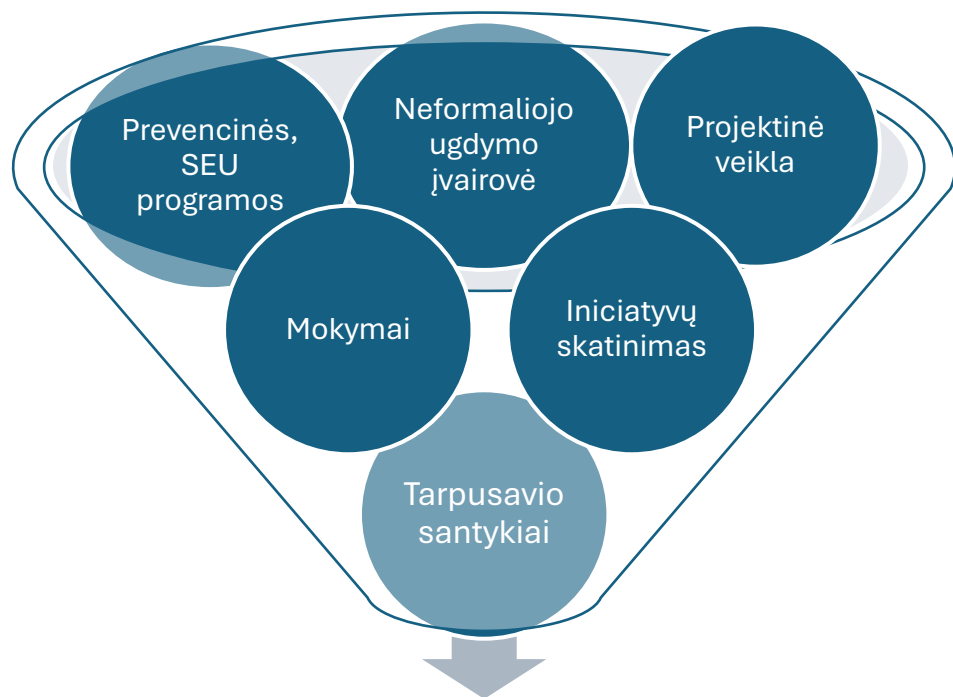 Prevencinės,
SEU
programos
Neformaliojo
ugdymo
įvairovė
Projektinė
veikla
Mokymai
Iniciatyvų
skatinimas
Tarpusavio
santykiai